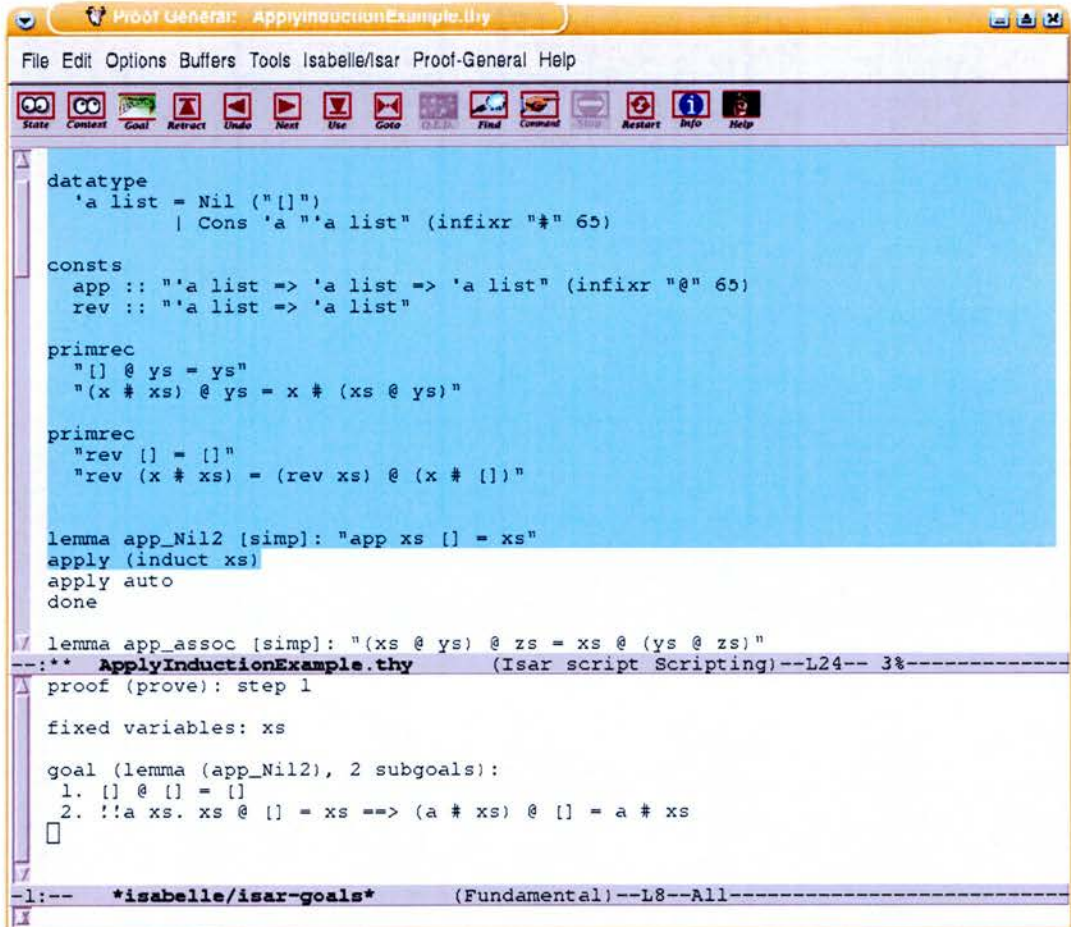 Proof General: ApplyInductionExample.thy
File Edit Options Buffers Tools Isabelle/Isar Proof-General Help
State Context Goal Retract Undo Next Use Goto Q.E.D. Find Command Stop Restart Info Help
datatype
'a list = Nil ("[]")
| Cons 'a "'a list" (infixr "#" 65)
consts
app :: "'a list => 'a list => 'a list" (infixr "@" 65)
rev :: "'a list => 'a list"
primrec
"[] @ ys = ys"
"(x # xs) @ ys = x # (xs @ ys)"
primrec
"rev [] = []"
"rev (x # xs) = (rev xs) @ (x # [])"
lemma app_Nil2 [simp]: "app xs [] = xs"
apply (induct xs)
apply auto
done
lemma app_assoc [simp]: "(xs @ ys) @ zs = xs @ (ys @ zs)"
--:** ApplyInductionExample.thy (Isar script Scripting)--L24-- 3%-------------
proof (prove): step 1
fixed variables: xs
goal (lemma (app_Nil2), 2 subgoals):
1. [] @ [] = []
2. !!a xs. xs @ [] = xs ==> (a # xs) @ [] = a # xs
-1:-- *isabelle/isar-goals* (Fundamental)--L8--All---------------------------